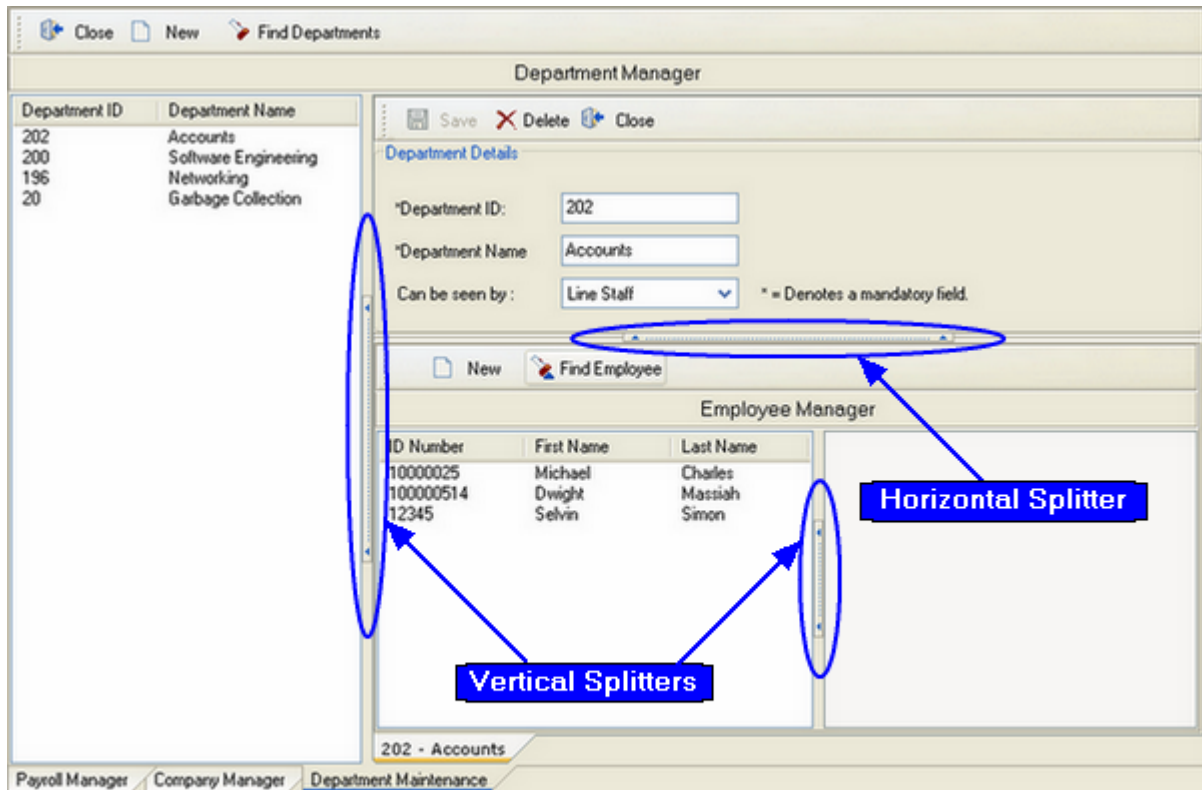 Close New Find Departments
Department Manager
Department ID Department Name
202 Accounts
200 Software Engineering
196 Networking
20 Garbage Collection
Save Delete Close
Department Details
*Department ID: 202
*Department Name Accounts
Can be seen by : Line Staff * = Denotes a mandatory field.
New Find Employee
Employee Manager
ID Number First Name Last Name
10000025 Michael Charles
100000514 Dwight Massiah
12345 Selvin Simon
Horizontal Splitter
Vertical Splitters
202 - Accounts
Payroll Manager Company Manager Department Maintenance